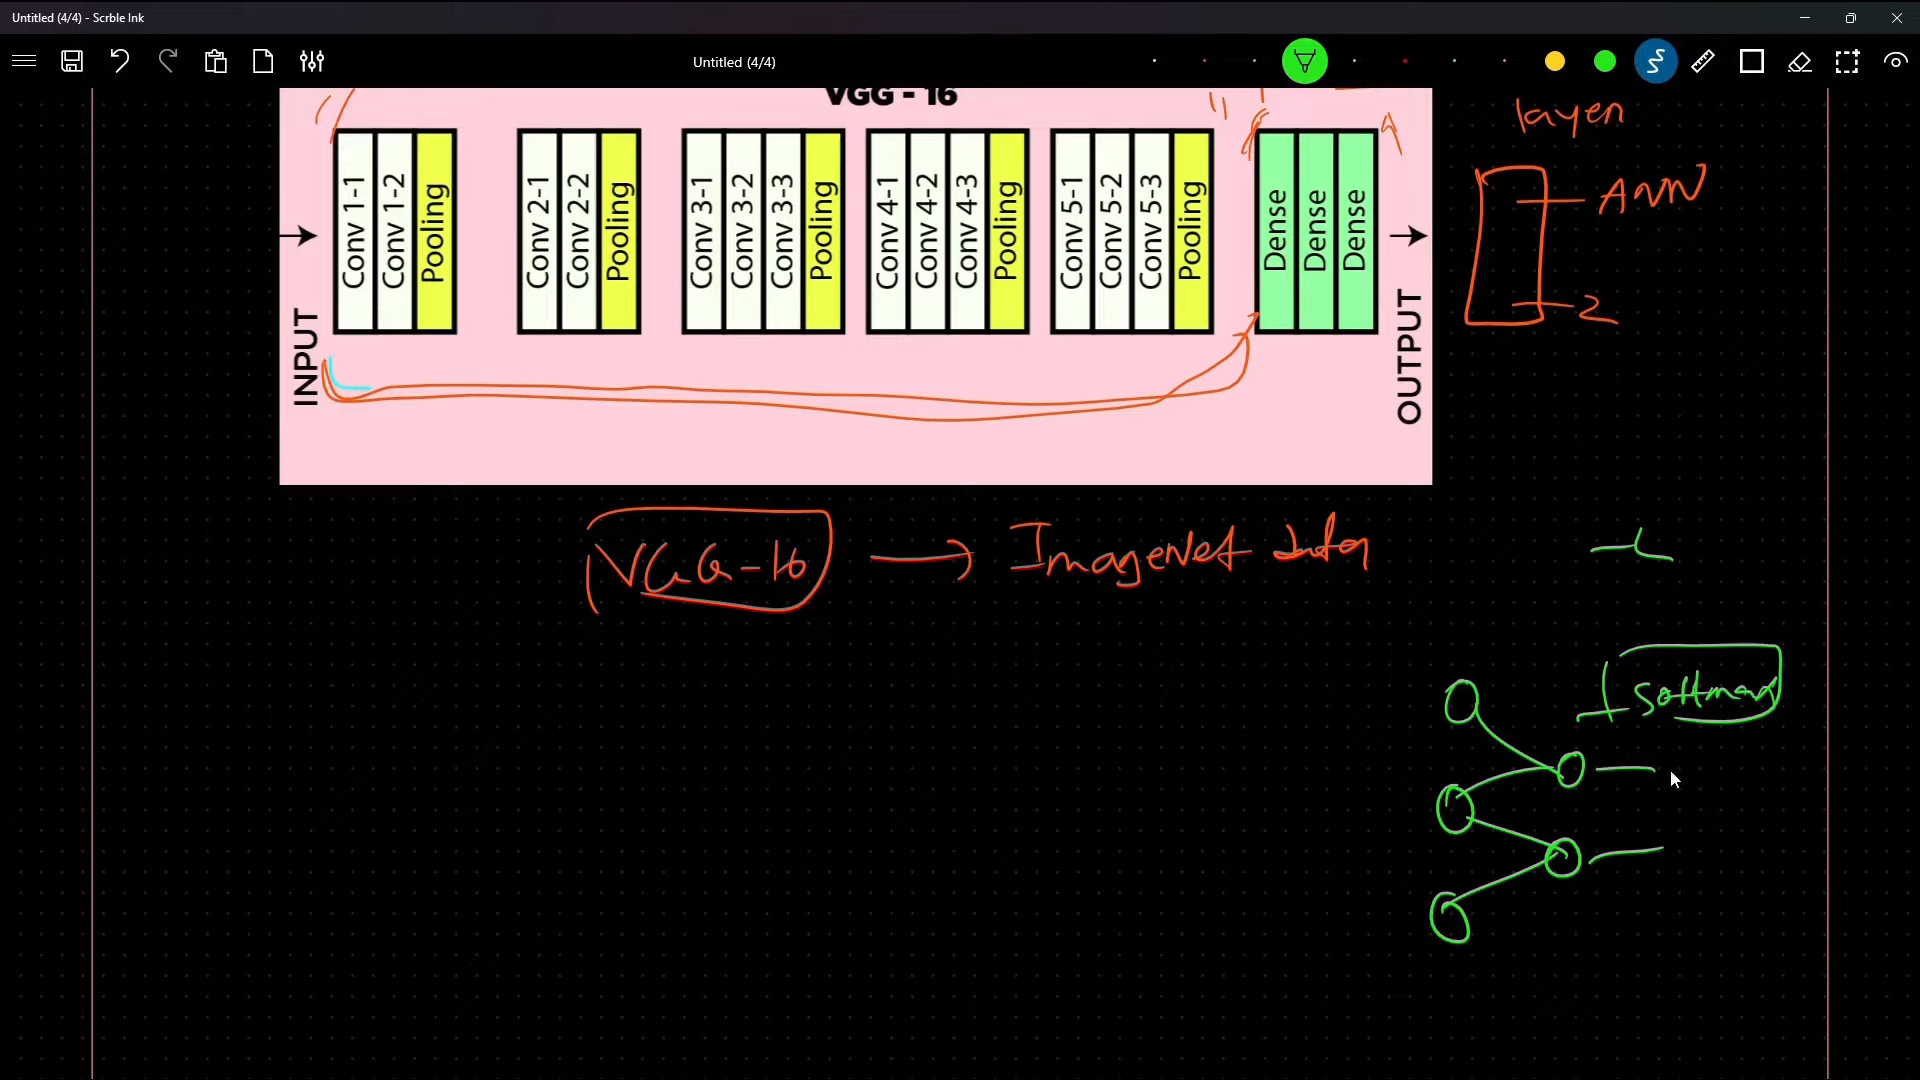 Untitled (4/4) - Scrble Ink
Untitled (4/4)
VGG - 16
layer
INPUT
Conv 1-1
Conv 1-2
Pooling
Conv 2-1
Conv 2-2
Pooling
Conv 3-1
Conv 3-2
Conv 3-3
Pooling
Conv 4-1
Conv 4-2
Conv 4-3
Pooling
Conv 5-1
Conv 5-2
Conv 5-3
Pooling
Dense
Dense
Dense
OUTPUT
ANN
2
VGG-16 → ImageNet data
softmax